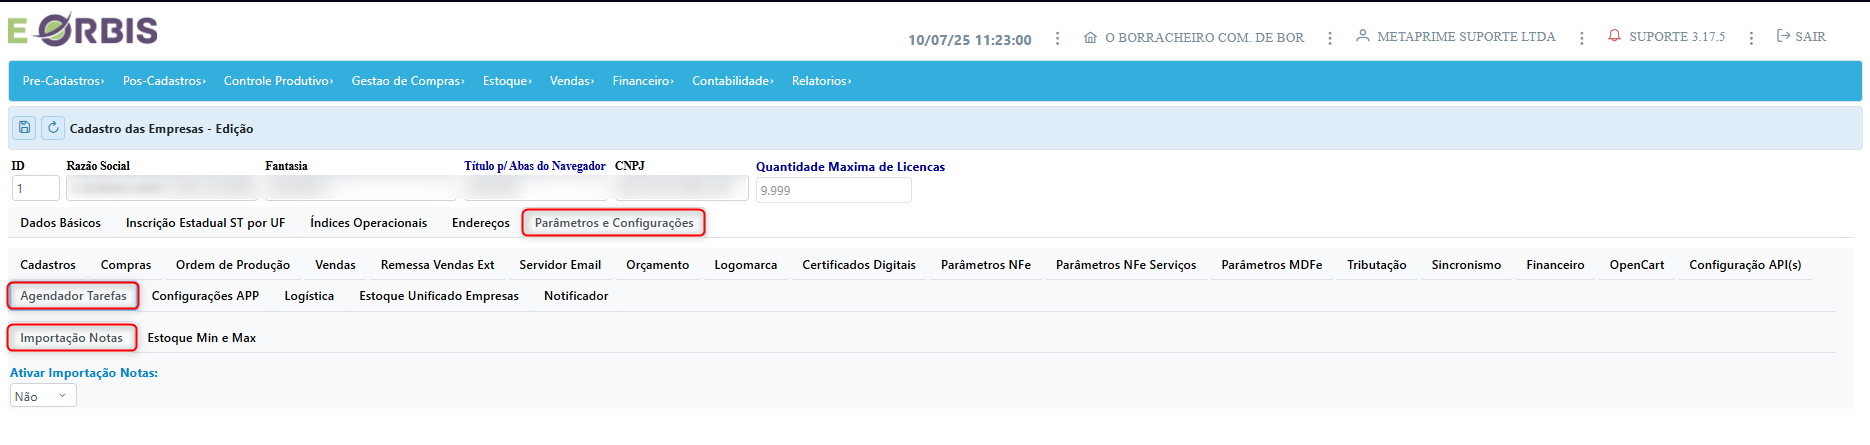 E ORBIS
10/07/25 11:23:00 O BORRACHEIRO COM. DE BOR METAPRIME SUPORTE LTDA SUPORTE 3.17.5 SAIR
Pre-Cadastros› Pos-Cadastros› Controle Produtivo› Gestao de Compras› Estoque› Vendas› Financeiro› Contabilidade› Relatorios›
Cadastro das Empresas - Edição
ID Razão Social Fantasia Título p/ Abas do Navegador CNPJ Quantidade Maxima de Licencas
1 9.999
Dados Básicos Inscrição Estadual ST por UF Índices Operacionais Endereços Parâmetros e Configurações
Cadastros Compras Ordem de Produção Vendas Remessa Vendas Ext Servidor Email Orçamento Logomarca Certificados Digitais Parâmetros NFe Parâmetros NFe Serviços Parâmetros MDFe Tributação Sincronismo Financeiro OpenCart Configuração API(s)
Agendador Tarefas Configurações APP Logística Estoque Unificado Empresas Notificador
Importação Notas Estoque Min e Max
Ativar Importação Notas:
Não